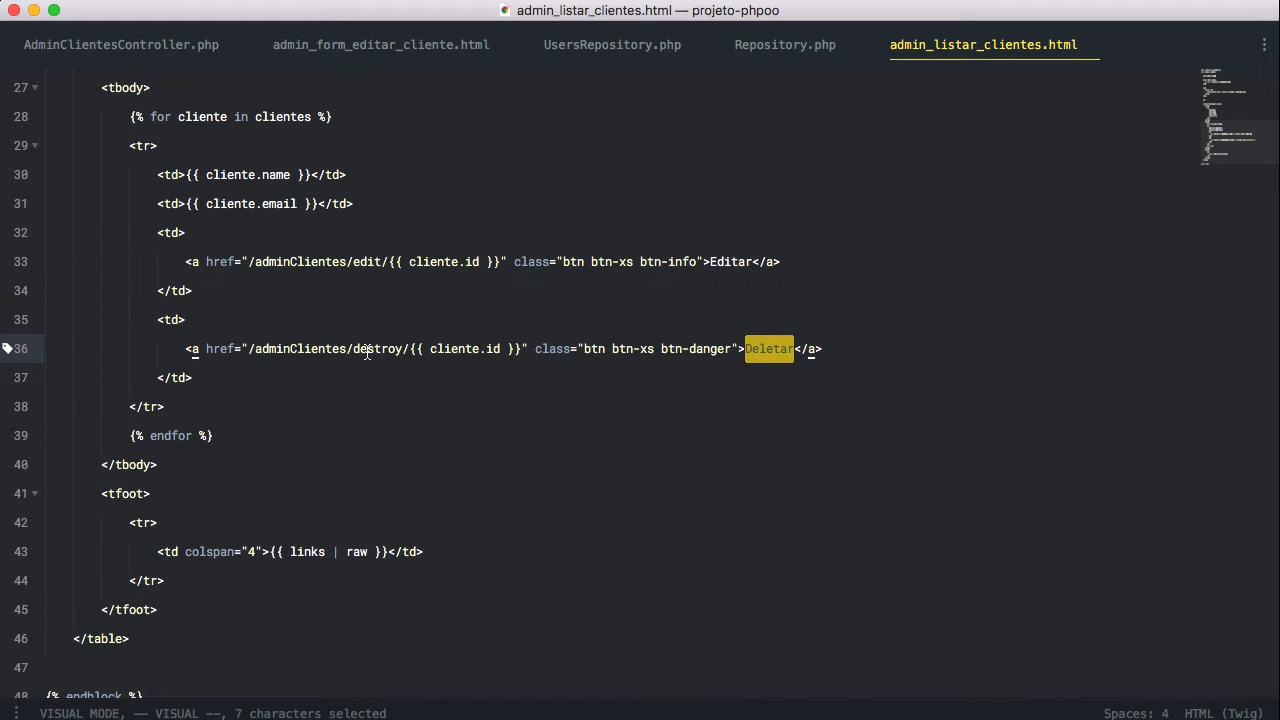 admin_listar_clientes.html — projeto-phpoo
AdminClientesController.php admin_form_editar_cliente.html UsersRepository.php Repository.php admin_listar_clientes.html
27 <tbody>
28 {% for cliente in clientes %}
29 <tr>
30 <td>{{ cliente.name }}</td>
31 <td>{{ cliente.email }}</td>
32 <td>
33 <a href="/adminClientes/edit/{{ cliente.id }}" class="btn btn-xs btn-info">Editar</a>
34 </td>
35 <td>
36 <a href="/adminClientes/destroy/{{ cliente.id }}" class="btn btn-xs btn-danger">Deletar</a>
37 </td>
38 </tr>
39 {% endfor %}
40 </tbody>
41 <tfoot>
42 <tr>
43 <td colspan="4">{{ links | raw }}</td>
44 </tr>
45 </tfoot>
46 </table>
47
48 {% endblock %}
VISUAL MODE, –– VISUAL ––, 7 characters selected Spaces: 4 HTML (Twig)